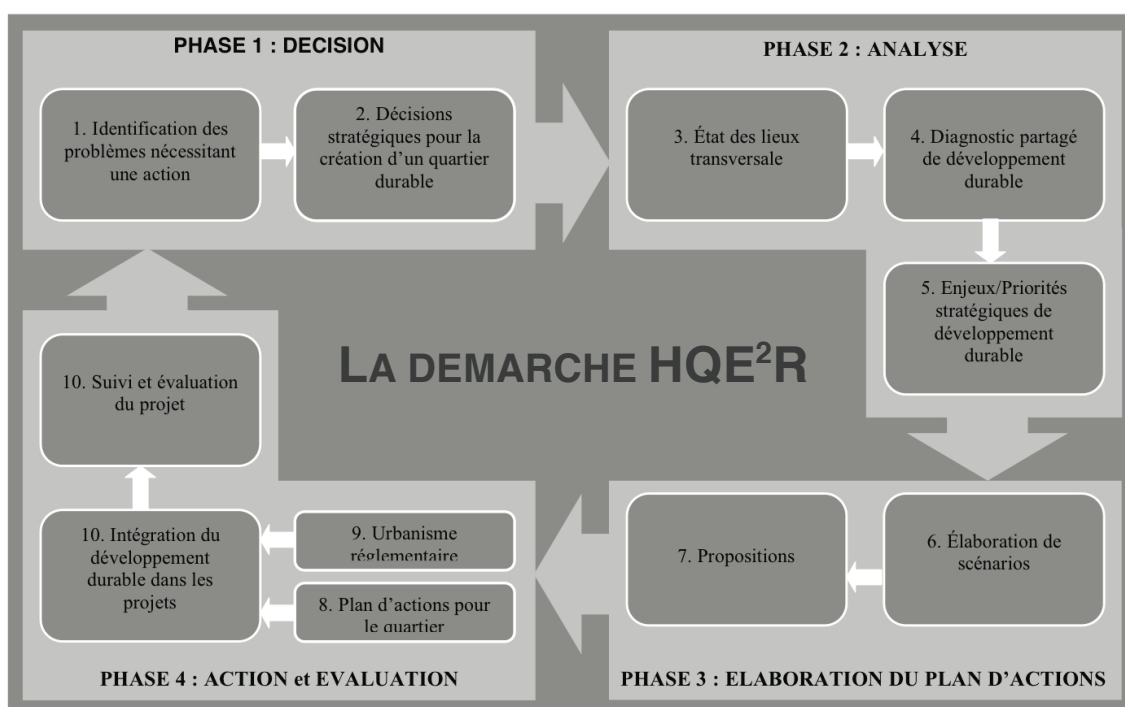 PHASE 1 : DECISION
1. Identification des
problèmes nécessitant
une action
2. Décisions
stratégiques pour la
création d'un quartier
durable
PHASE 2 : ANALYSE
3. État des lieux
transversale
4. Diagnostic partagé
de développement
durable
5. Enjeux/Priorités
stratégiques de
développement
durable
LA DEMARCHE HQE²R
6. Élaboration de
scénarios
7. Propositions
PHASE 3 : ELABORATION DU PLAN D'ACTIONS
8. Plan d'actions pour
le quartier
9. Urbanisme
réglementaire
10. Intégration du
développement
durable dans les
projets
10. Suivi et évaluation
du projet
PHASE 4 : ACTION et EVALUATION